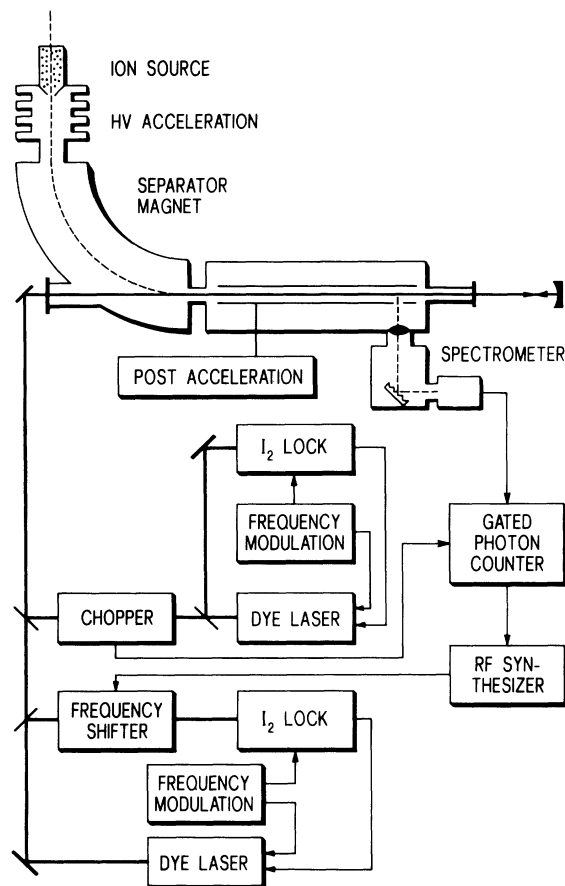 ION SOURCE
HV ACCELERATION
SEPARATOR
MAGNET
POST ACCELERATION
SPECTROMETER
I₂ LOCK
FREQUENCY
MODULATION
GATED
PHOTON
COUNTER
CHOPPER
DYE LASER
RF SYN-
THESIZER
FREQUENCY
SHIFTER
I₂ LOCK
FREQUENCY
MODULATION
DYE LASER